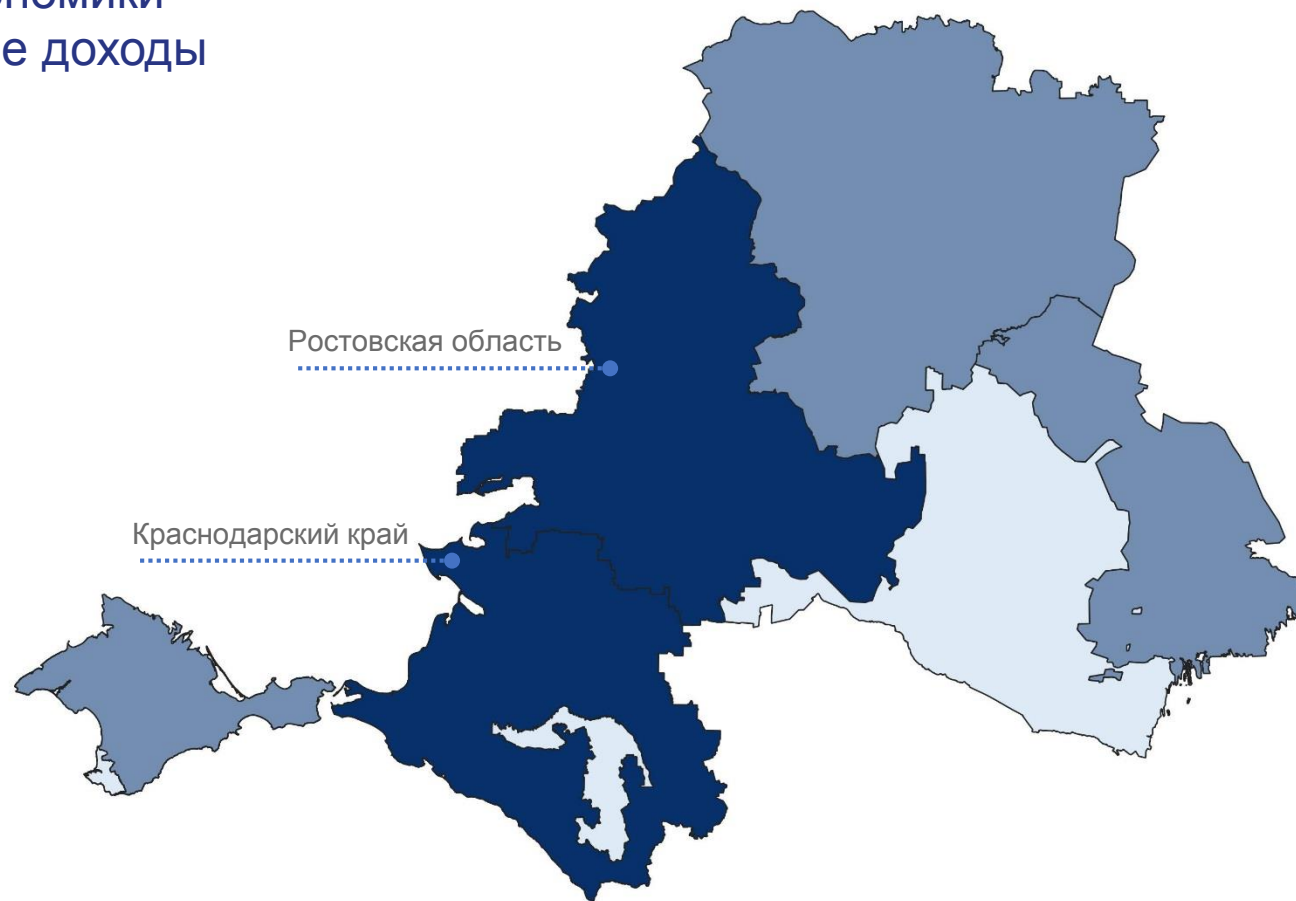 е доходы
Ростовская область
Краснодарский край